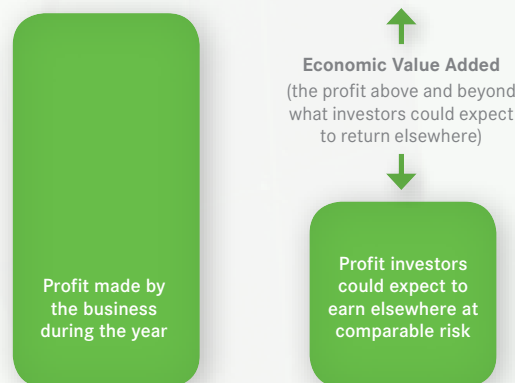 Profit made by
the business
during the year
Economic Value Added
(the profit above and beyond
what investors could expect
to return elsewhere)
Profit investors
could expect to
earn elsewhere at
comparable risk